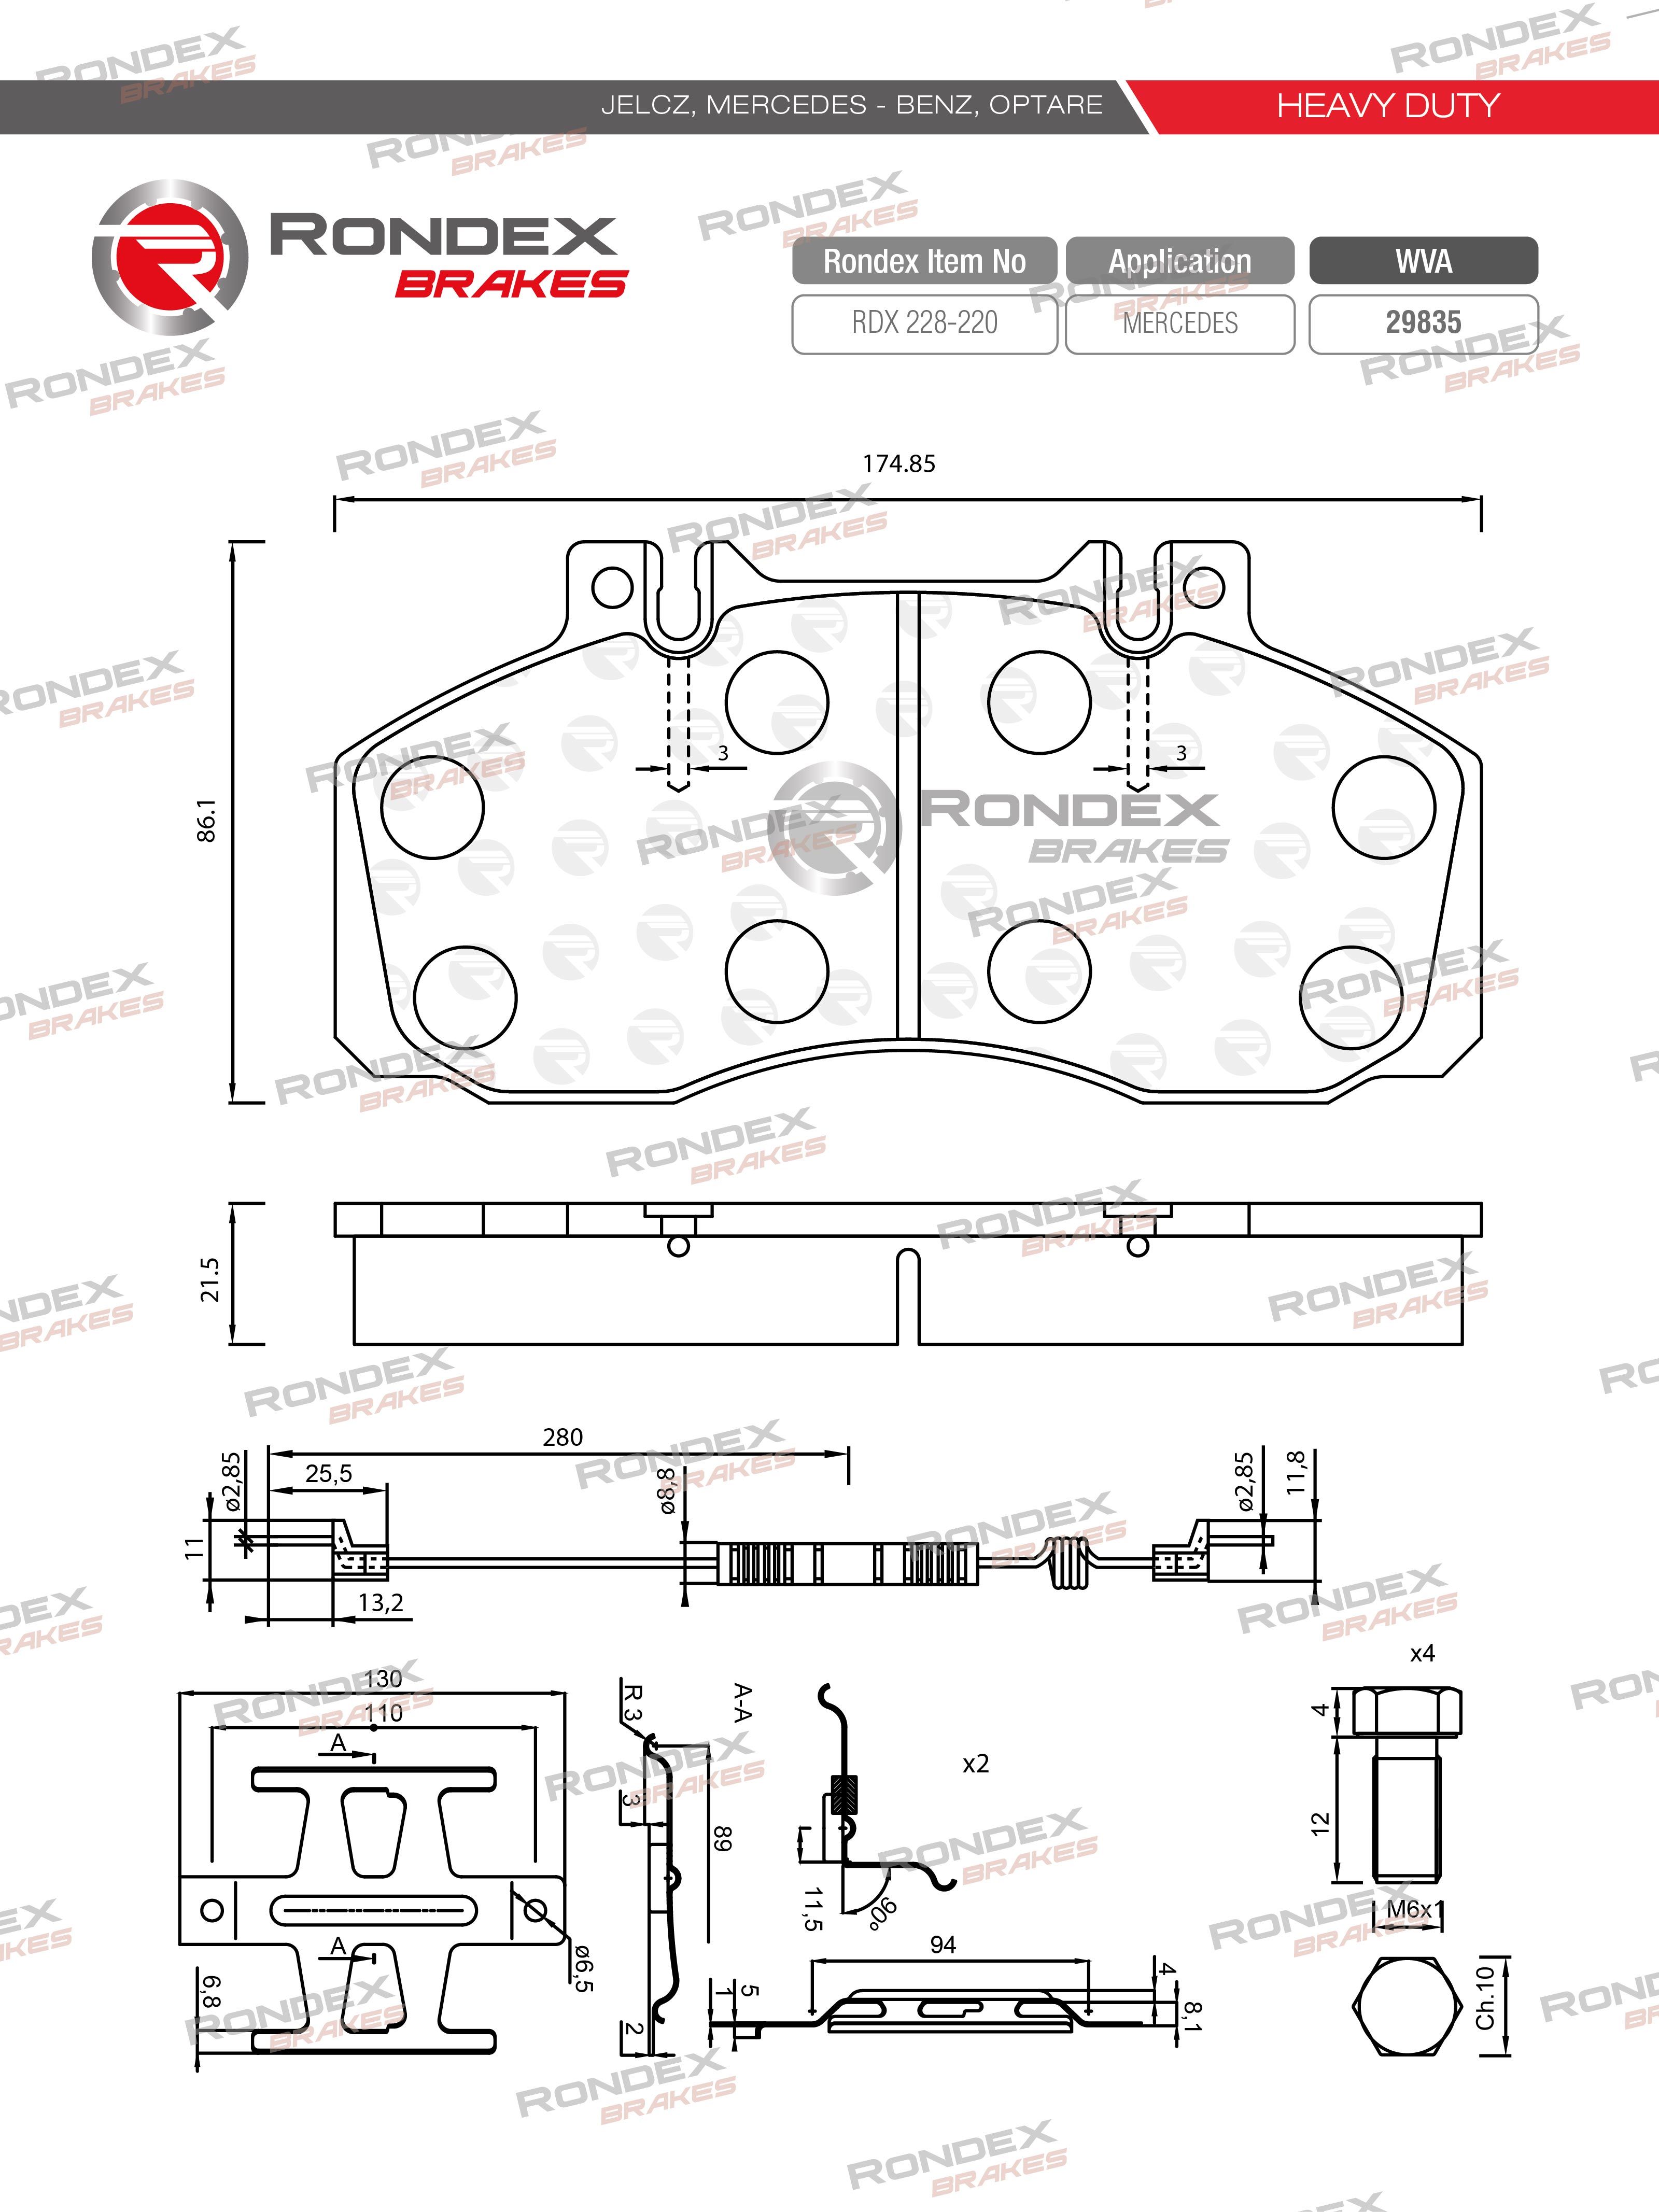 JELCZ, MERCEDES - BENZ, OPTARE
HEAVY DUTY
RONDEX
BRAKES
Rondex Item No
Application
WVA
RDX 228-220
MERCEDES
29835
174.85
86.1
3
3
RONDEX
BRAKES
21.5
280
25,5
ø2,85
11
13,2
ø8,8
ø2,85
11,8
130
110
A
A
ø6,5
9,8
R 3
A-A
3
89
2
x2
11,5
90°
94
5
1
4
8,1
x4
4
12
M6x1
Ch.10
RONDEX
BRAKES